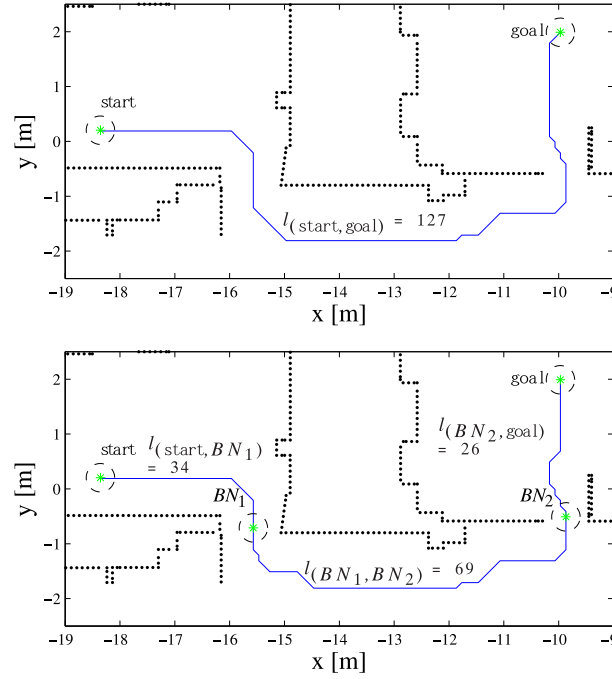 2
1
0
-1
-2
y [m]
start
goal
l(start,goal) = 127
-19 -18 -17 -16 -15 -14 -13 -12 -11 -10 -9
x [m]
2
1
0
-1
-2
y [m]
goal
l(BN2,goal)
= 26
start l(start,BN1)
= 34
BN1
BN2
l(BN1,BN2) = 69
-19 -18 -17 -16 -15 -14 -13 -12 -11 -10 -9
x [m]